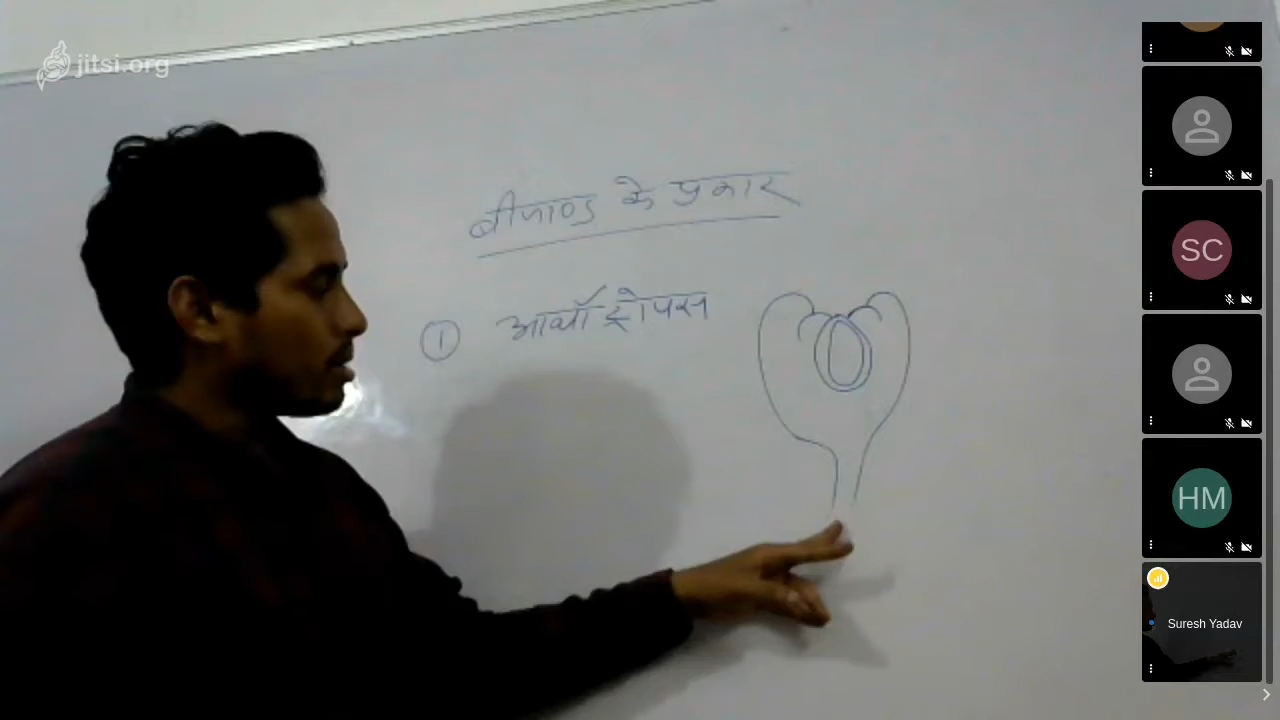 jitsi.org
बीजाण्ड के प्रकार
① आर्थोट्रोपस
SC
HM
Suresh Yadav